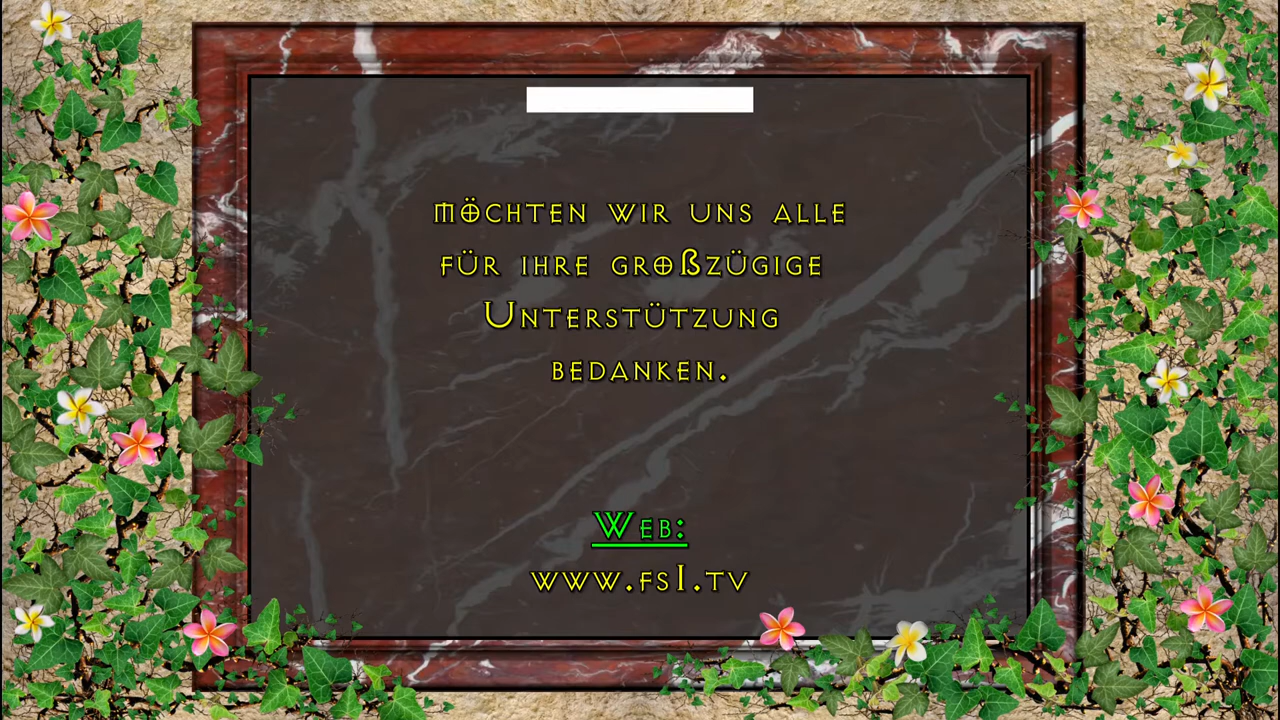 möchten wir uns alle
für ihre großzügige
Unterstützung
bedanken.
Web:
www.fs1.tv